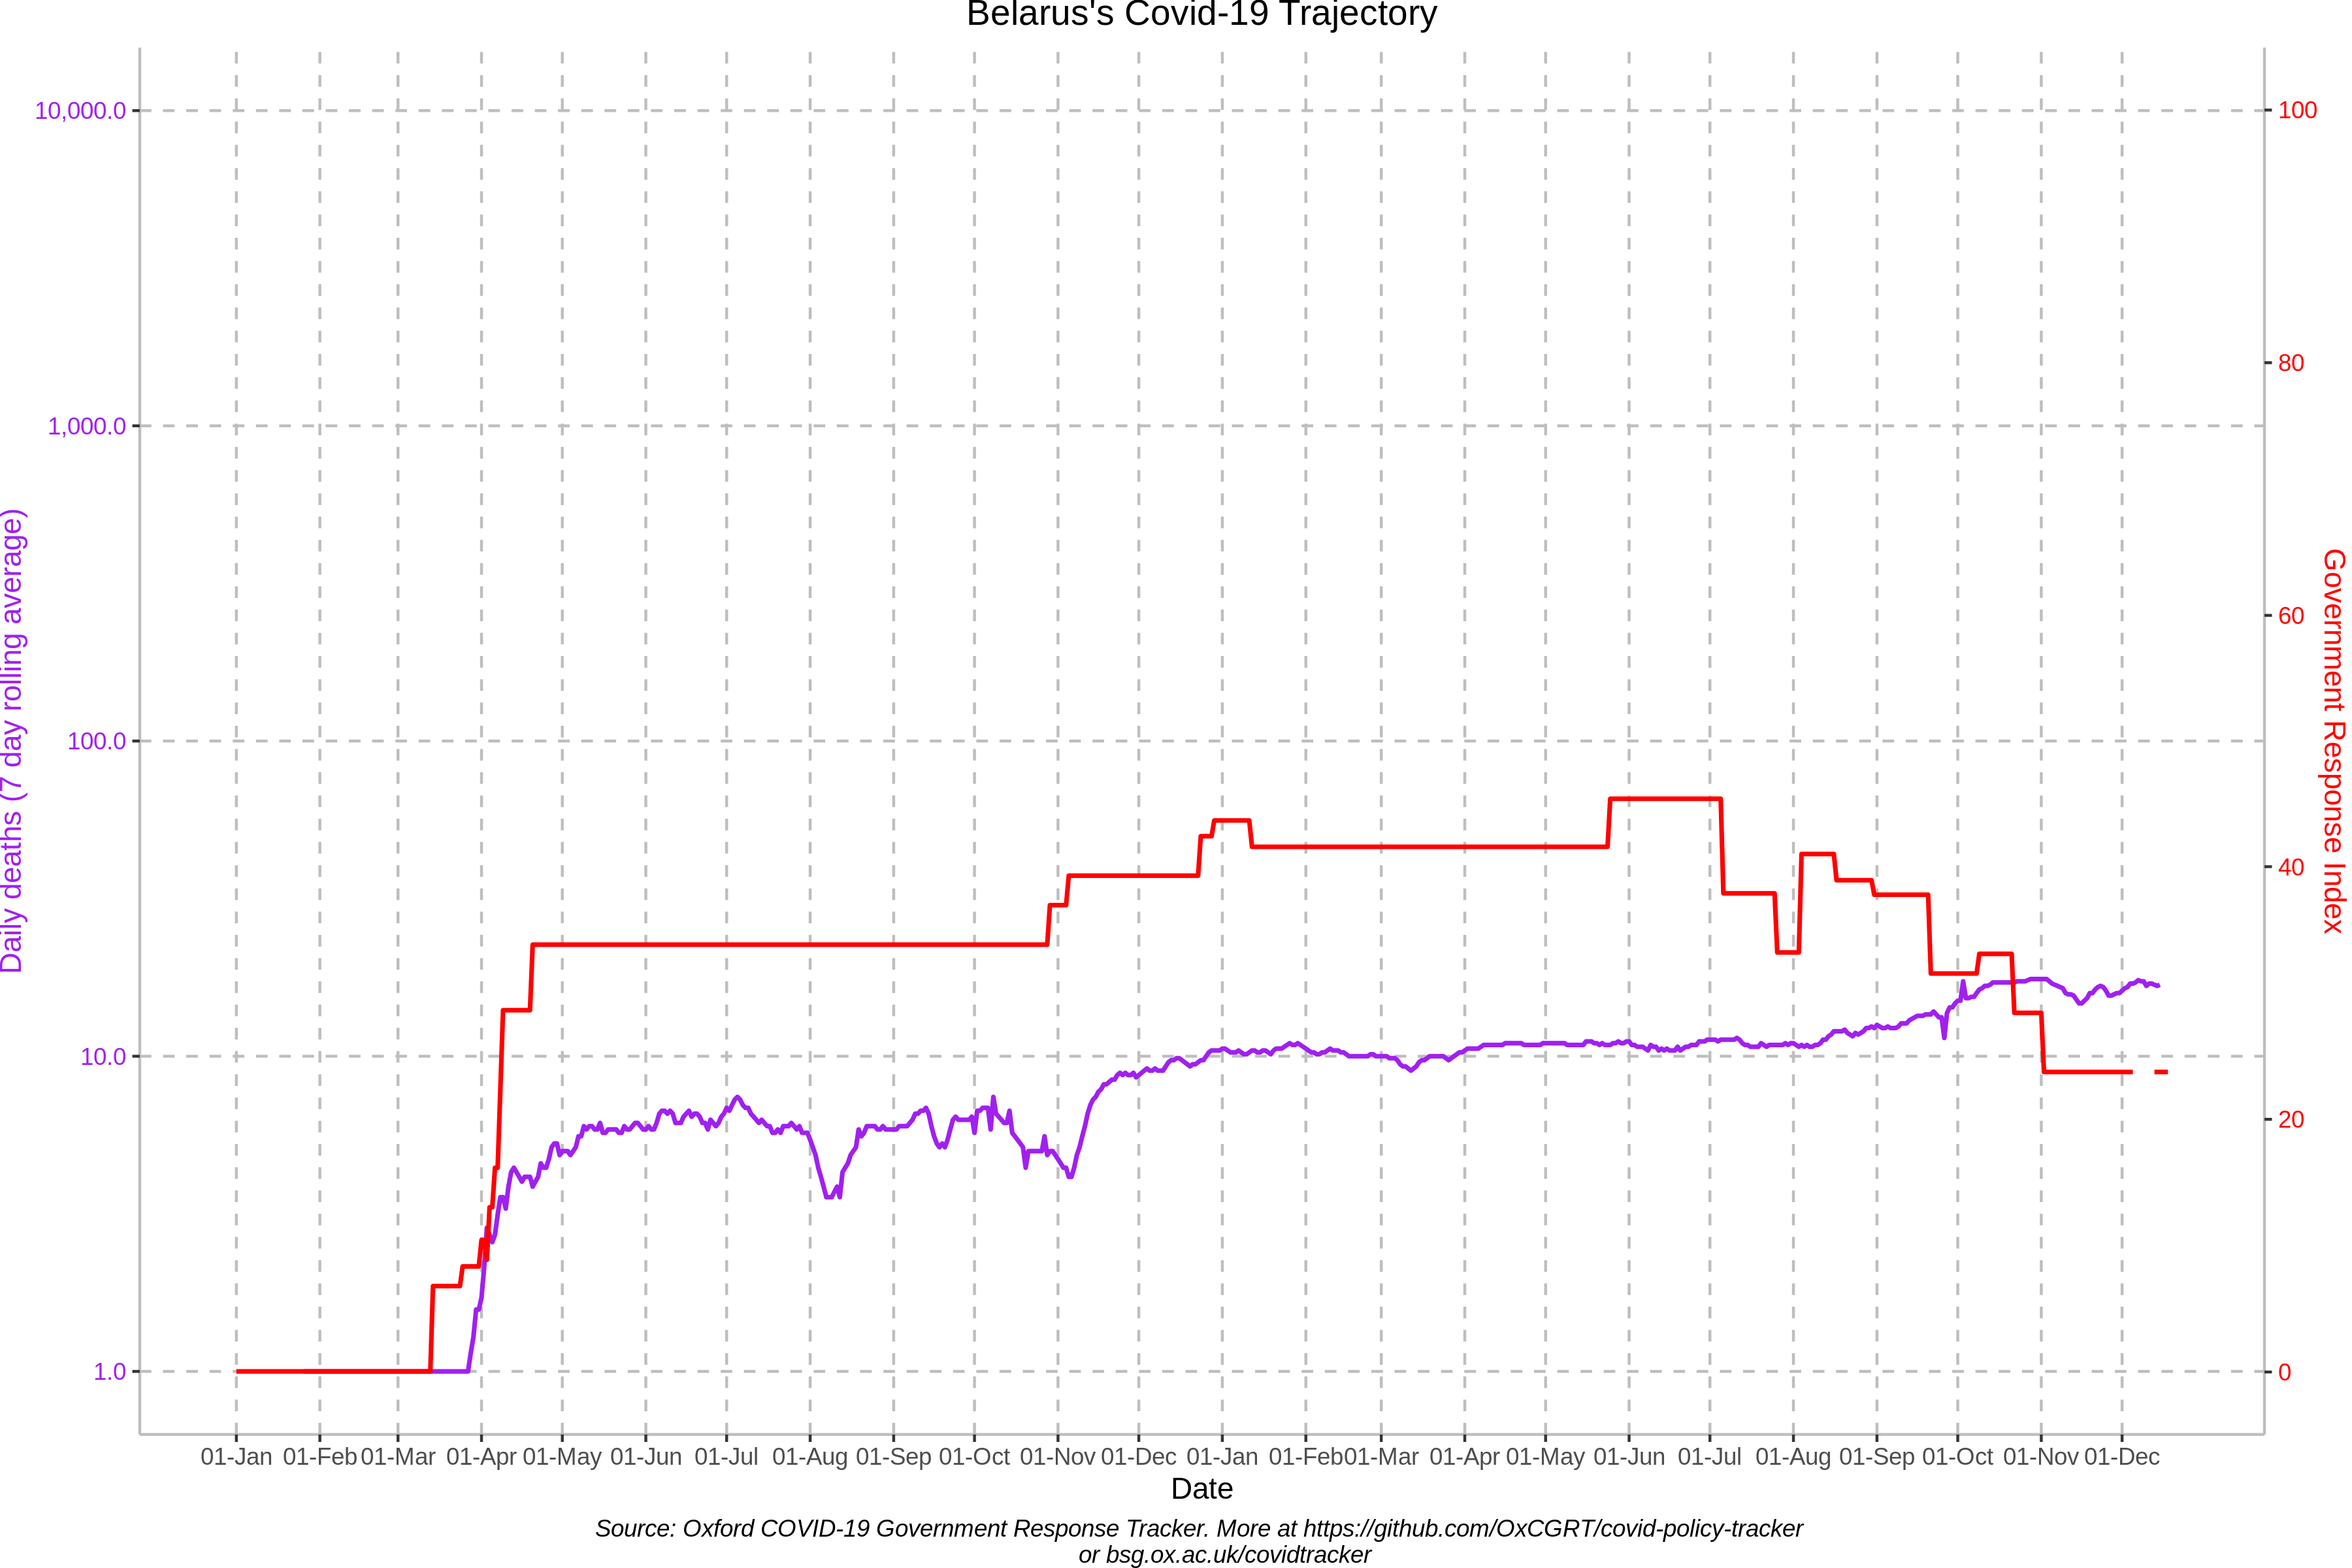 Belarus's Covid-19 Trajectory
10,000.0
1,000.0
100.0
10.0
1.0
Daily deaths (7 day rolling average)
100
80
60
40
20
0
Government Response Index
01-Jan 01-Feb 01-Mar 01-Apr 01-May 01-Jun 01-Jul 01-Aug 01-Sep 01-Oct 01-Nov 01-Dec 01-Jan 01-Feb 01-Mar 01-Apr 01-May 01-Jun 01-Jul 01-Aug 01-Sep 01-Oct 01-Nov 01-Dec
Date
Source: Oxford COVID-19 Government Response Tracker. More at https://github.com/OxCGRT/covid-policy-tracker
or bsg.ox.ac.uk/covidtracker